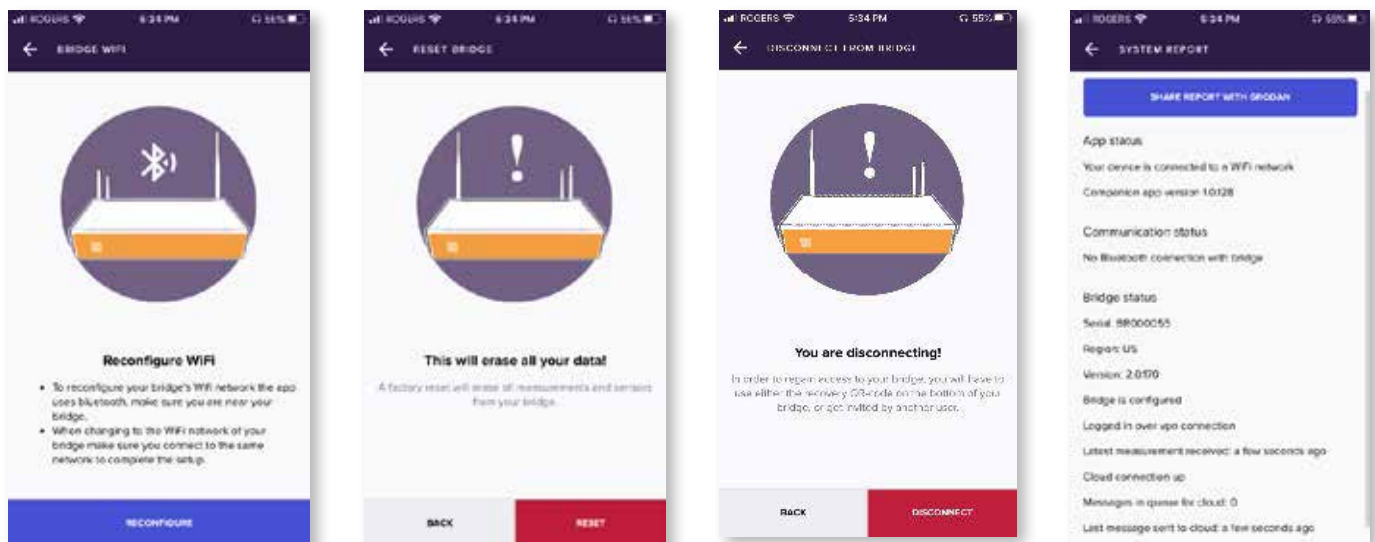 ROGERS 6:34 PM 55%
BRIDGE WIFI
Reconfigure WiFi
• To reconfigure your bridge's Wifi network the app
uses bluetooth, make sure you are near your
bridge.
• When changing to the WiFi network of your
bridge make sure you connect to the same
network to complete the setup.
RECONFIGURE
ROGERS 6:34 PM 55%
RESET BRIDGE
This will erase all your data!
A factory reset will erase all measurements and sensors
from your bridge.
BACK RESET
ROGERS 5:34 PM 55%
DISCONNECT FROM BRIDGE
You are disconnecting!
In order to regain access to your bridge, you will have to
use either the recovery QR-code on the bottom of your
bridge, or get invited by another user.
BACK DISCONNECT
ROGERS 6:34 PM 55%
SYSTEM REPORT
SHARE REPORT WITH GRODAN
App status
Your device is connected to a WiFi network
Companion app version 1.0.128
Communication status
No Bluetooth connection with bridge
Bridge status
Serial: BR000055
Region: US
Version: 2.0.170
Bridge is configured
Logged in over vpn connection
Latest measurement received: a few seconds ago
Cloud connection up
Messages in queue for cloud: 0
Last message sent to cloud: a few seconds ago